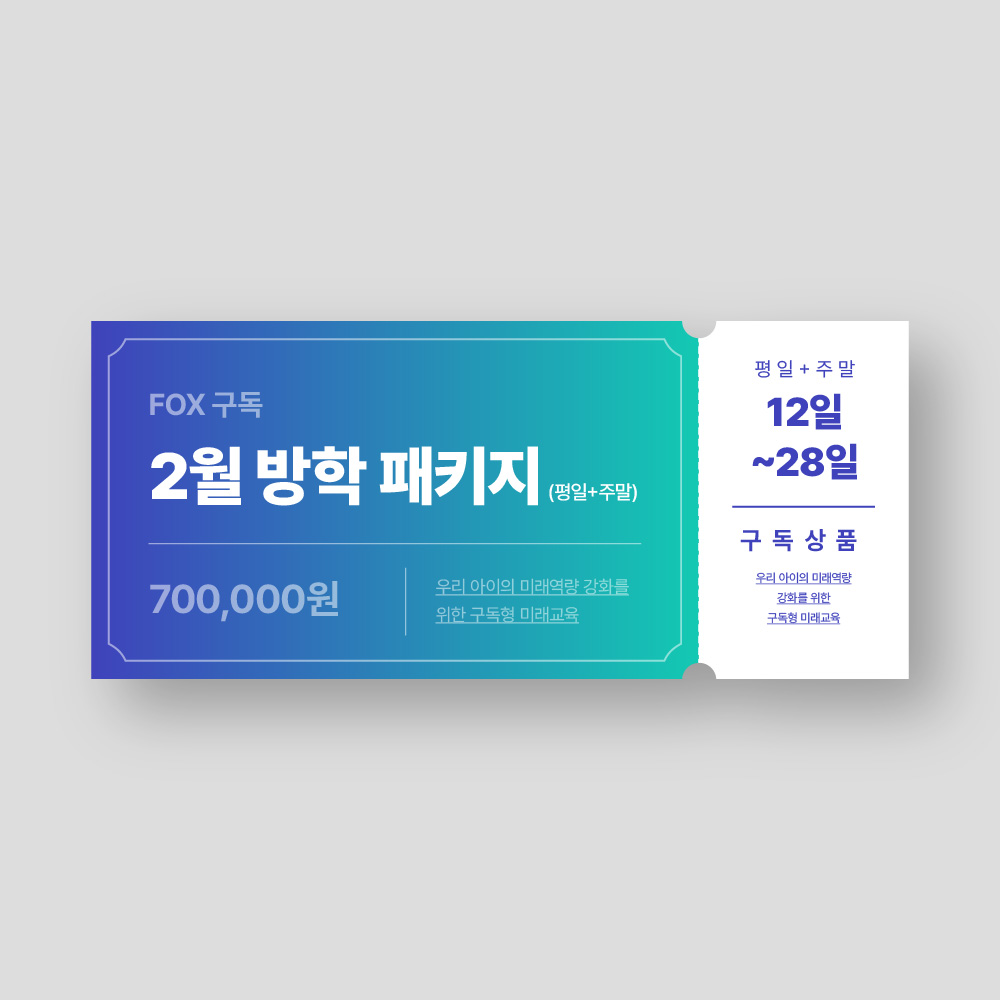 FOX 구독
2월 방학 패키지 (평일+주말)
700,000원
우리 아이의 미래역량 강화를
위한 구독형 미래교육
평일+주말
12일
~28일
구독상품
우리 아이의 미래역량
강화를 위한
구독형 미래교육